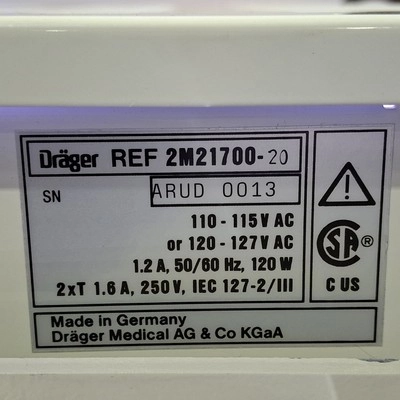 Dräger REF 2M21700-20
SN ARUD 0013
110 - 115 V AC
or 120 - 127 V AC
1.2 A, 50/60 Hz, 120 W
2xT 1.6 A, 250 V, IEC 127-2/III
SA ®
C US
Made in Germany
Dräger Medical AG & Co KGaA